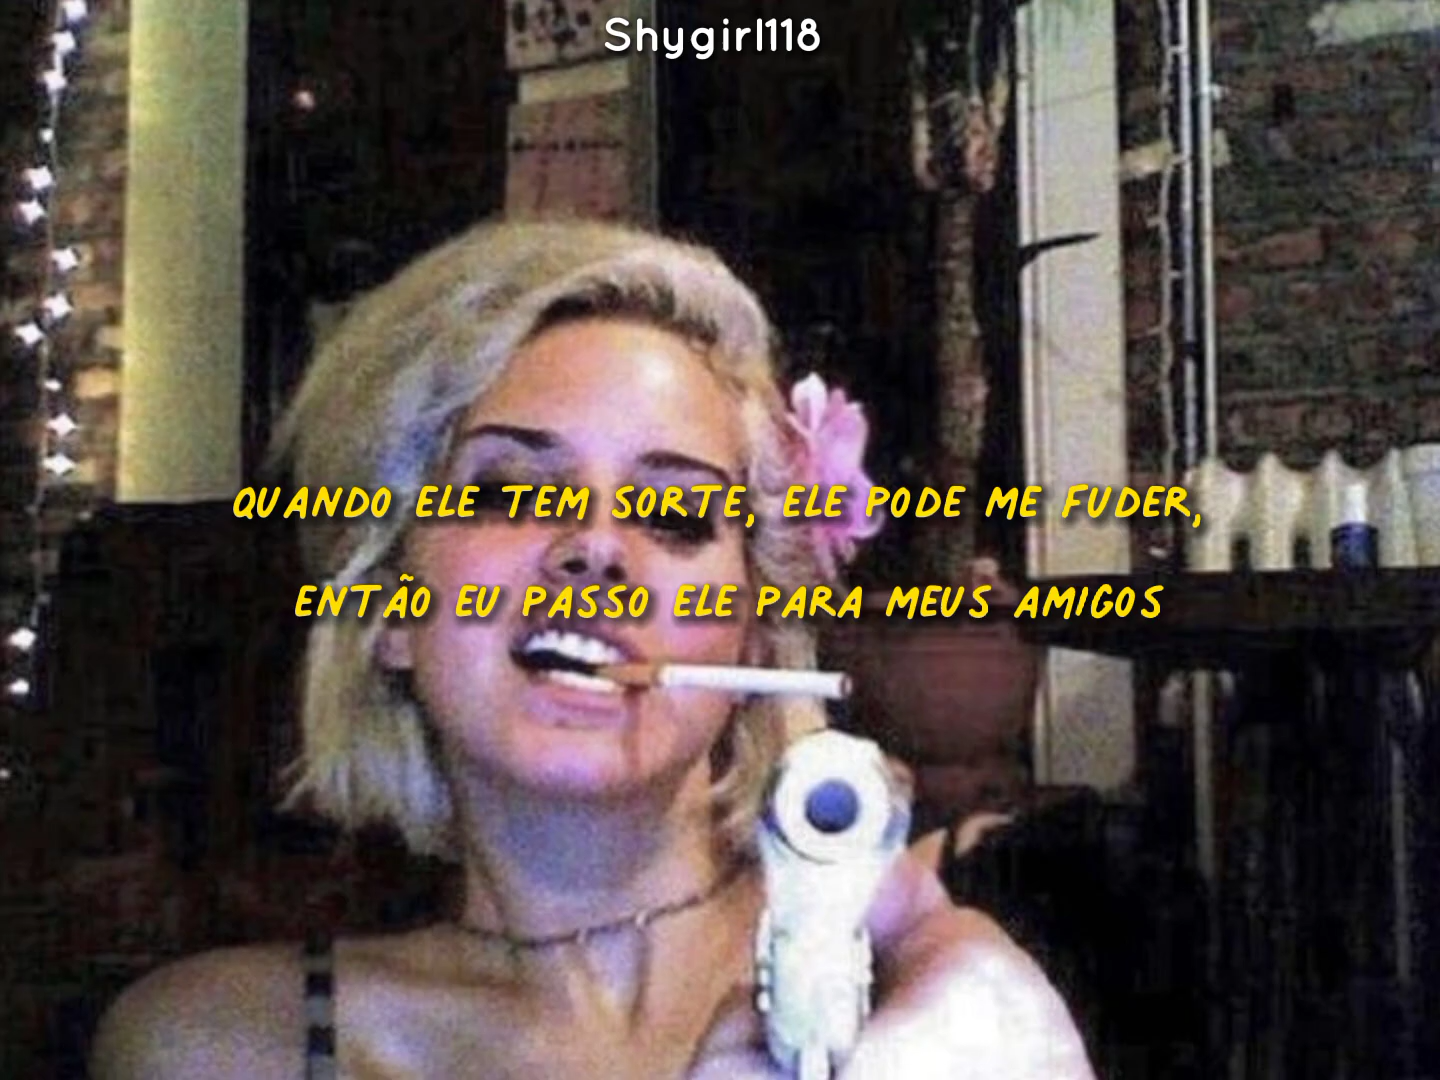 Shygirl118
QUANDO ELE TEM SORTE, ELE PODE ME FUDER,
ENTÃO EU PASSO ELE PARA MEUS AMIGOS